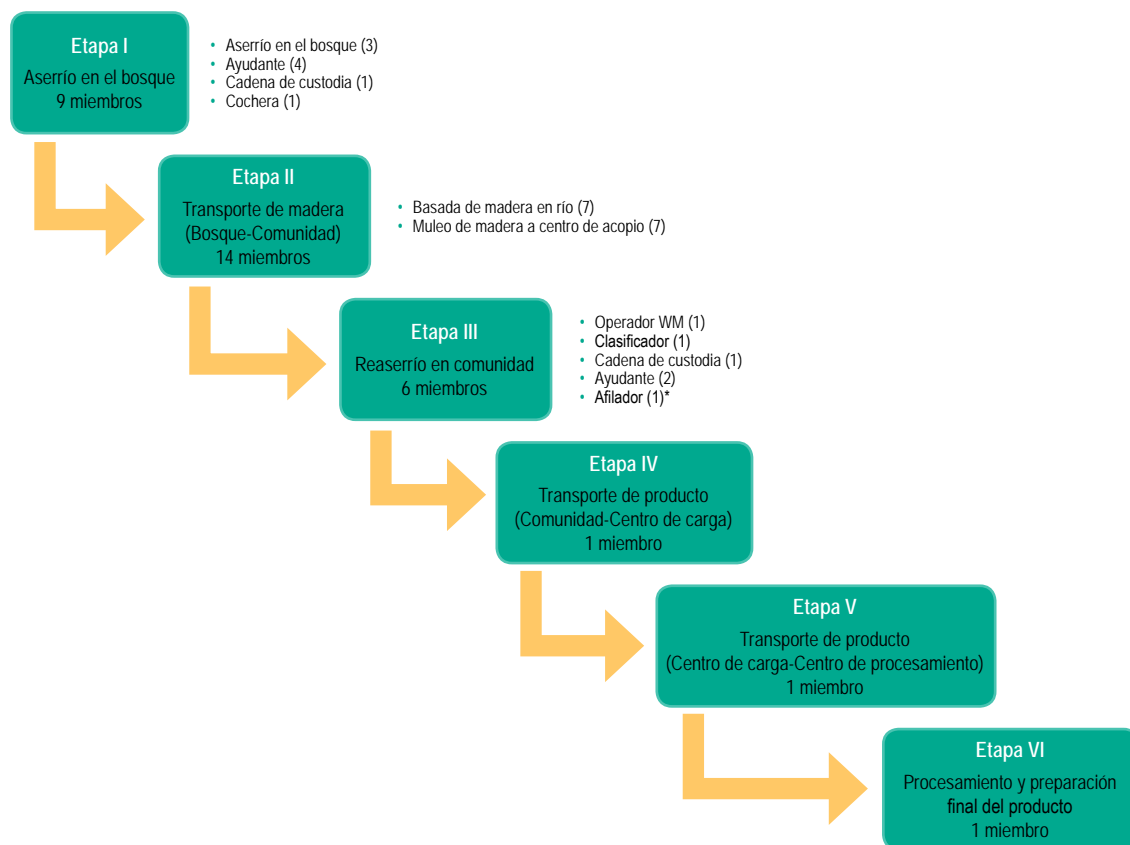 Etapa I
Aserrío en el bosque
9 miembros
• Aserrío en el bosque (3)
• Ayudante (4)
• Cadena de custodia (1)
• Cochera (1)
Etapa II
Transporte de madera
(Bosque-Comunidad)
14 miembros
• Basada de madera en río (7)
• Muleo de madera a centro de acopio (7)
Etapa III
Reaserrío en comunidad
6 miembros
• Operador WM (1)
• Clasificador (1)
• Cadena de custodia (1)
• Ayudante (2)
• Afilador (1)*
Etapa IV
Transporte de producto
(Comunidad-Centro de carga)
1 miembro
Etapa V
Transporte de producto
(Centro de carga-Centro de procesamiento)
1 miembro
Etapa VI
Procesamiento y preparación
final del producto
1 miembro